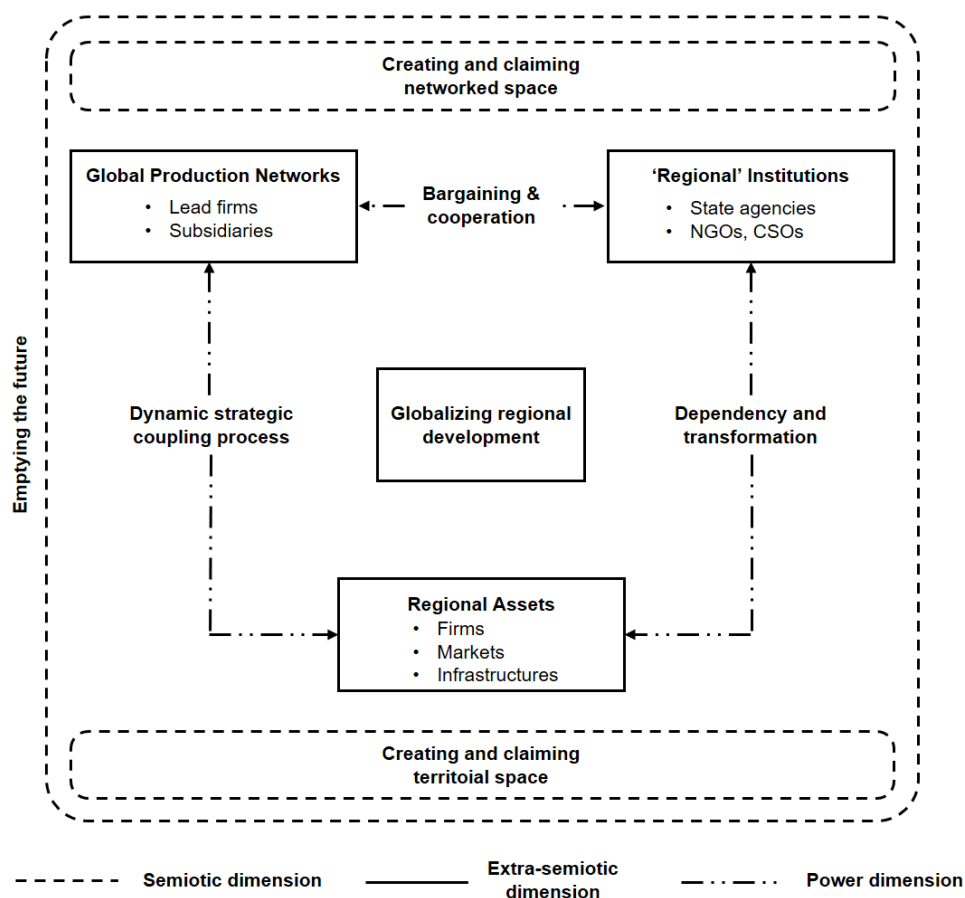 Creating and claiming
networked space
Global Production Networks
• Lead firms
• Subsidiaries
Bargaining &
cooperation
‘Regional’ Institutions
• State agencies
• NGOs, CSOs
Emptying the future
Dynamic strategic
coupling process
Globalizing regional
development
Dependency and
transformation
Regional Assets
• Firms
• Markets
• Infrastructures
Creating and claiming
territoial space
Semiotic dimension
Extra-semiotic
dimension
Power dimension